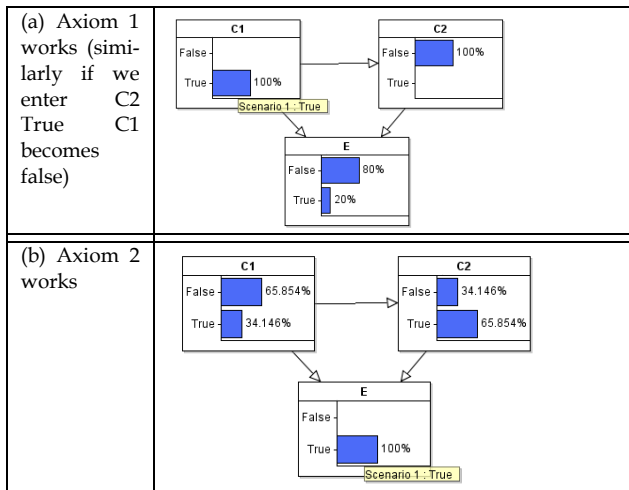 (a) Axiom 1
works (simi-
larly if we
enter C2
True C1
becomes
false)
C1
False
True 100%
Scenario 1 : True
C2
False 100%
True
E
False 80%
True 20%
(b) Axiom 2
works
C1
False 65.854%
True 34.146%
C2
False 34.146%
True 65.854%
E
False
True 100%
Scenario 1 : True